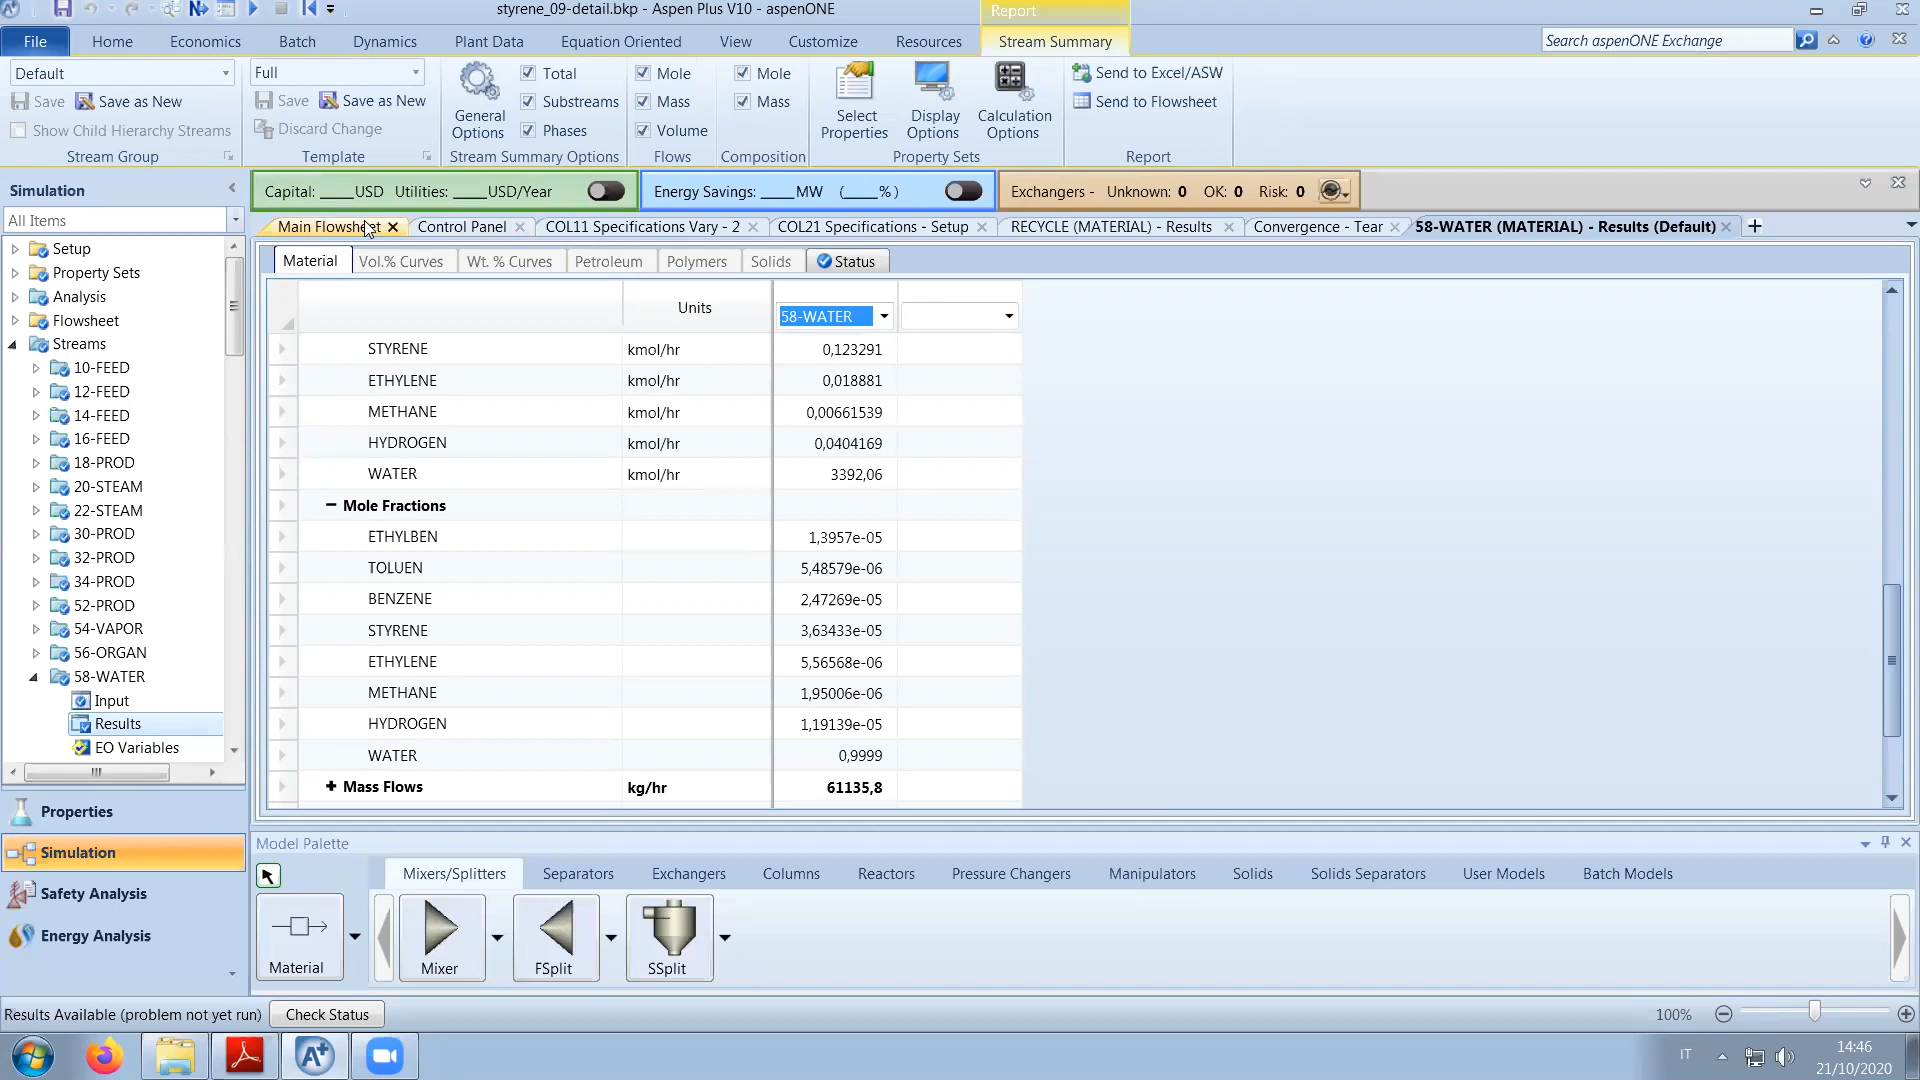 styrene_09-detail.bkp - Aspen Plus V10 - aspenONE
Report
File
Home
Economics
Batch
Dynamics
Plant Data
Equation Oriented
View
Customize
Resources
Stream Summary
Search aspenONE Exchange
Default
Full
Total
Mole
Mole
Send to Excel/ASW
Save
Save as New
Save
Save as New
Substreams
Mass
Mass
Send to Flowsheet
Show Child Hierarchy Streams
Discard Change
General Options
Phases
Volume
Select Properties
Display Options
Calculation Options
Stream Group
Template
Stream Summary Options
Flows
Composition
Property Sets
Report
Simulation
Capital: ____USD Utilities: ____USD/Year
Energy Savings: ____MW (____%)
Exchangers - Unknown: 0 OK: 0 Risk: 0
All Items
Main Flowsheet
Control Panel
COL11 Specifications Vary - 2
COL21 Specifications - Setup
RECYCLE (MATERIAL) - Results
Convergence - Tear
58-WATER (MATERIAL) - Results (Default)
Material
Vol.% Curves
Wt. % Curves
Petroleum
Polymers
Solids
Status
Setup
Property Sets
Analysis
Flowsheet
Streams
10-FEED
12-FEED
14-FEED
16-FEED
18-PROD
20-STEAM
22-STEAM
30-PROD
32-PROD
34-PROD
52-PROD
54-VAPOR
56-ORGAN
58-WATER
Input
Results
EO Variables
Units
58-WATER
STYRENE kmol/hr 0,123291
ETHYLENE kmol/hr 0,018881
METHANE kmol/hr 0,00661539
HYDROGEN kmol/hr 0,0404169
WATER kmol/hr 3392,06
Mole Fractions
ETHYLBEN 1,3957e-05
TOLUEN 5,48579e-06
BENZENE 2,47269e-05
STYRENE 3,63433e-05
ETHYLENE 5,56568e-06
METHANE 1,95006e-06
HYDROGEN 1,19139e-05
WATER 0,9999
Mass Flows kg/hr 61135,8
Properties
Simulation
Safety Analysis
Energy Analysis
Model Palette
Mixers/Splitters
Separators
Exchangers
Columns
Reactors
Pressure Changers
Manipulators
Solids
Solids Separators
User Models
Batch Models
Material
Mixer
FSplit
SSplit
Results Available (problem not yet run)
Check Status
100%
IT
14:46
21/10/2020